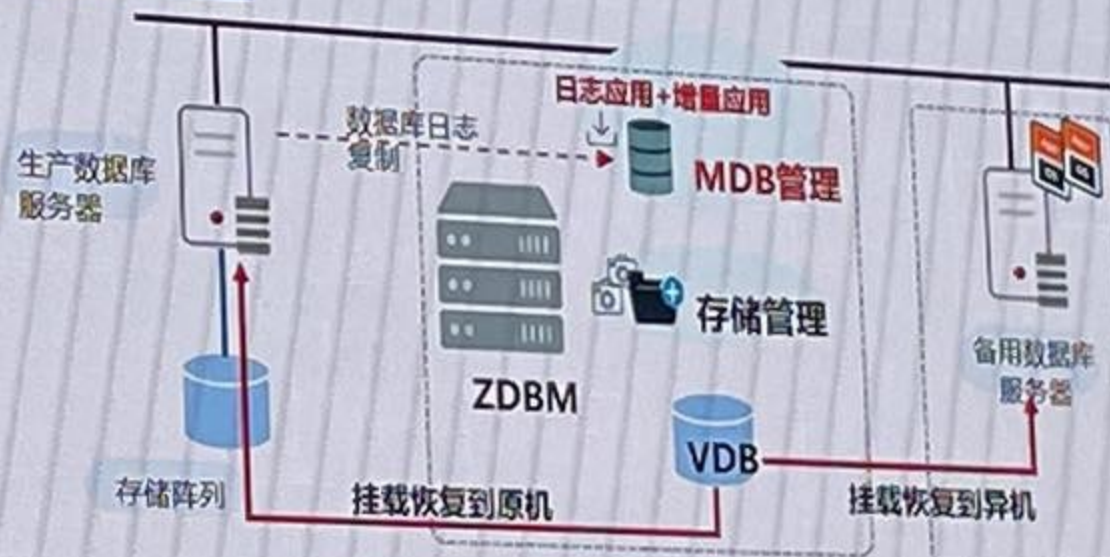 日志应用+增量应用
数据库日志
复制
生产数据库
服务器
MDB管理
存储管理
备用数据库
服务器
ZDBM
VDB
存储阵列
挂载恢复到原机
挂载恢复到异机